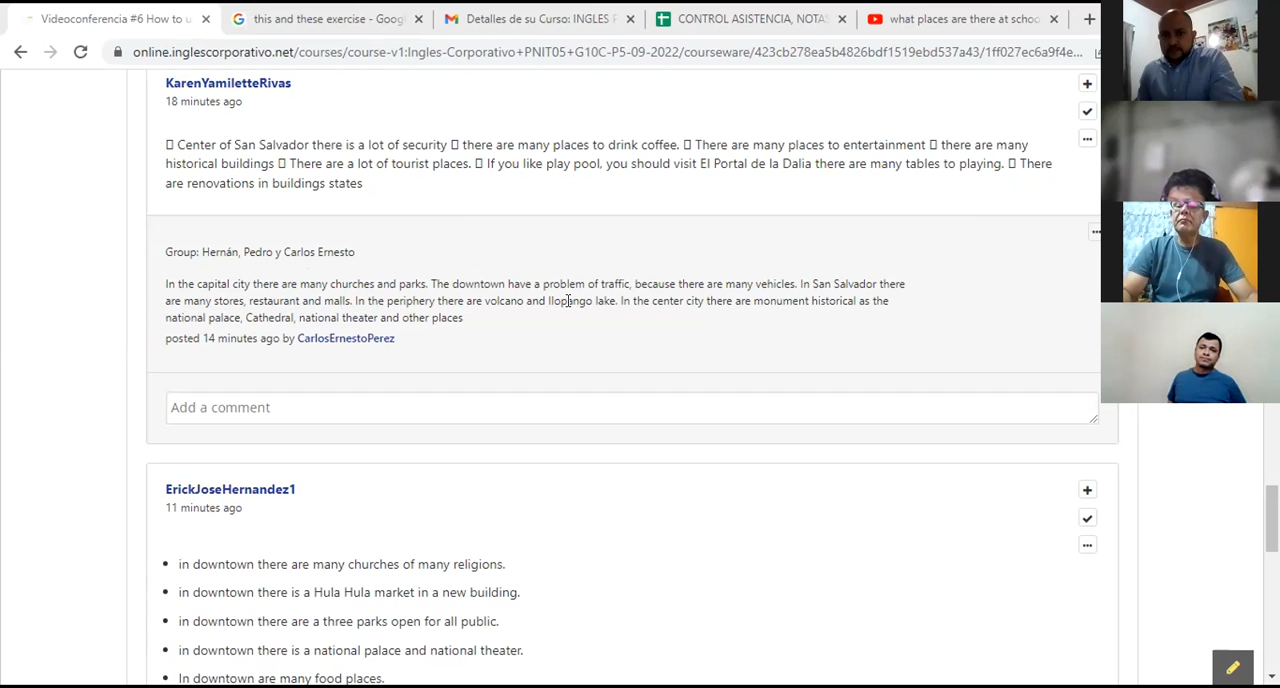 Videoconferencia #6 How to u
this and these exercise - Goog
Detalles de su Curso: INGLES F
CONTROL ASISTENCIA, NOTAS
what places are there at schoo
online.inglescorporativo.net/courses/course-v1:Ingles-Corporativo+PNIT05+G10C-P5-09-2022/courseware/423cb278ea5b4826bdf1519ebd537a43/1ff027ec6a9f4e...
KarenYamiletteRivas
18 minutes ago
Center of San Salvador there is a lot of security there are many places to drink coffee. There are many places to entertainment there are many
historical buildings There are a lot of tourist places. If you like play pool, you should visit El Portal de la Dalia there are many tables to playing. There
are renovations in buildings states
Group: Hernán, Pedro y Carlos Ernesto
In the capital city there are many churches and parks. The downtown have a problem of traffic, because there are many vehicles. In San Salvador there
are many stores, restaurant and malls. In the periphery there are volcano and Ilopango lake. In the center city there are monument historical as the
national palace, Cathedral, national theater and other places
posted 14 minutes ago by CarlosErnestoPerez
Add a comment
ErickJoseHernandez1
11 minutes ago
• in downtown there are many churches of many religions.
• in downtown there is a Hula Hula market in a new building.
• in downtown there are a three parks open for all public.
• in downtown there is a national palace and national theater.
• In downtown are many food places.